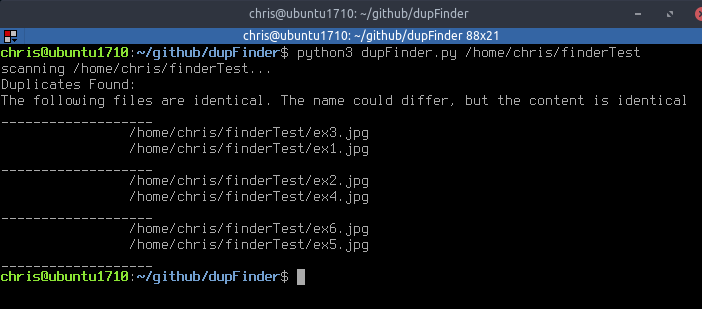 chris@ubuntu1710: ~/github/dupFinder
chris@ubuntu1710: ~/github/dupFinder 88x21
chris@ubuntu1710:~/github/dupFinder$ python3 dupFinder.py /home/chris/finderTest
scanning /home/chris/finderTest...
Duplicates Found:
The following files are identical. The name could differ, but the content is identical
___________________
/home/chris/finderTest/ex3.jpg
/home/chris/finderTest/ex1.jpg
___________________
/home/chris/finderTest/ex2.jpg
/home/chris/finderTest/ex4.jpg
___________________
/home/chris/finderTest/ex6.jpg
/home/chris/finderTest/ex5.jpg
___________________
chris@ubuntu1710:~/github/dupFinder$